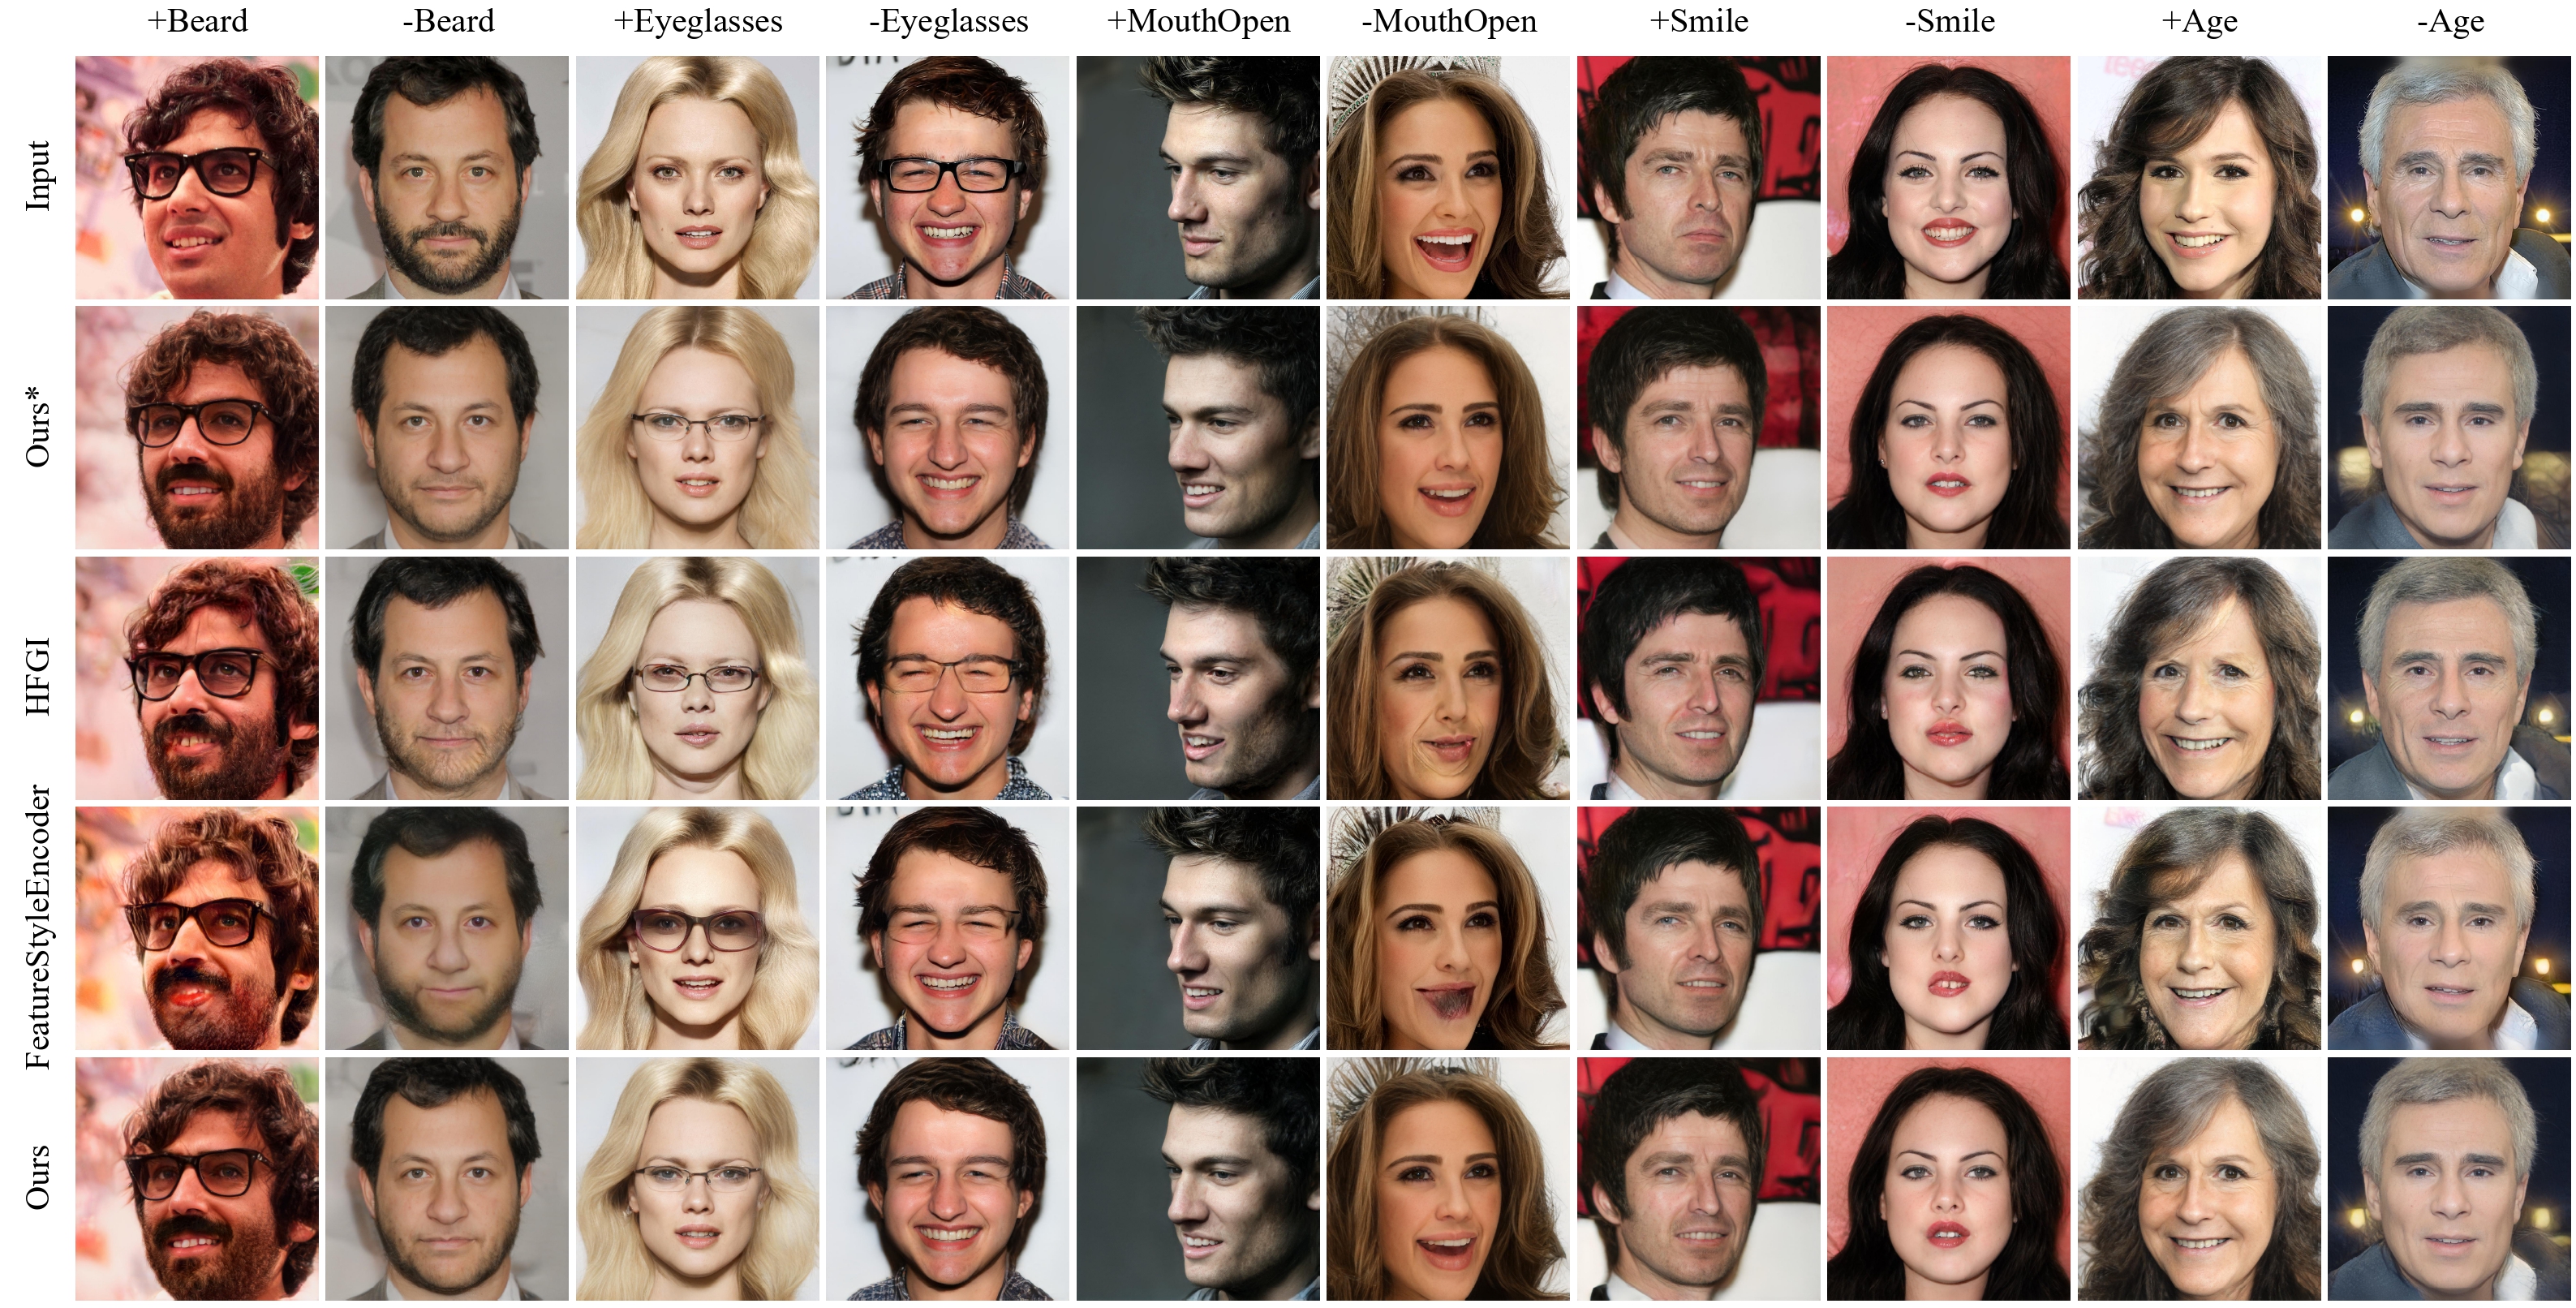 +Beard -Beard +Eyeglasses -Eyeglasses +MouthOpen -MouthOpen +Smile -Smile +Age -Age
Input
Ours*
HFGI
FeatureStyleEncoder
Ours